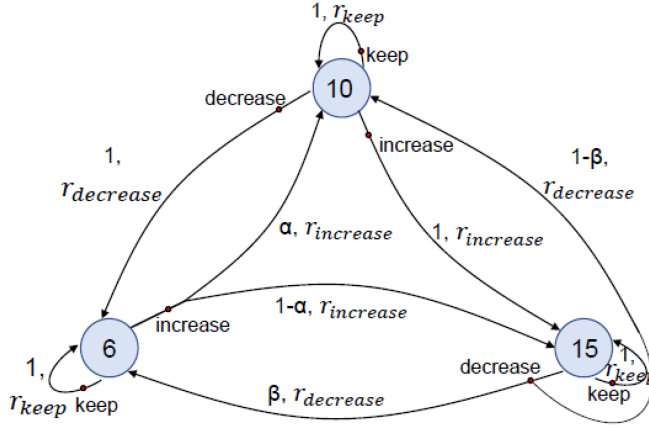 1, r_keep
keep
10
decrease
increase
1,
r_decrease
1-β,
r_decrease
α, r_increase
1, r_increase
1-α, r_increase
increase
6
15
decrease
1,
r_keep
keep
1,
r_keep
keep
β, r_decrease